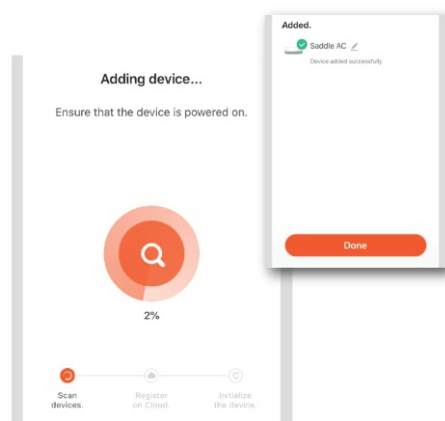 Adding device...
Ensure that the device is powered on.
2%
Scan devices.
Register on Cloud.
Initialize the device.
Added.
Saddle AC
Device added successfully
Done